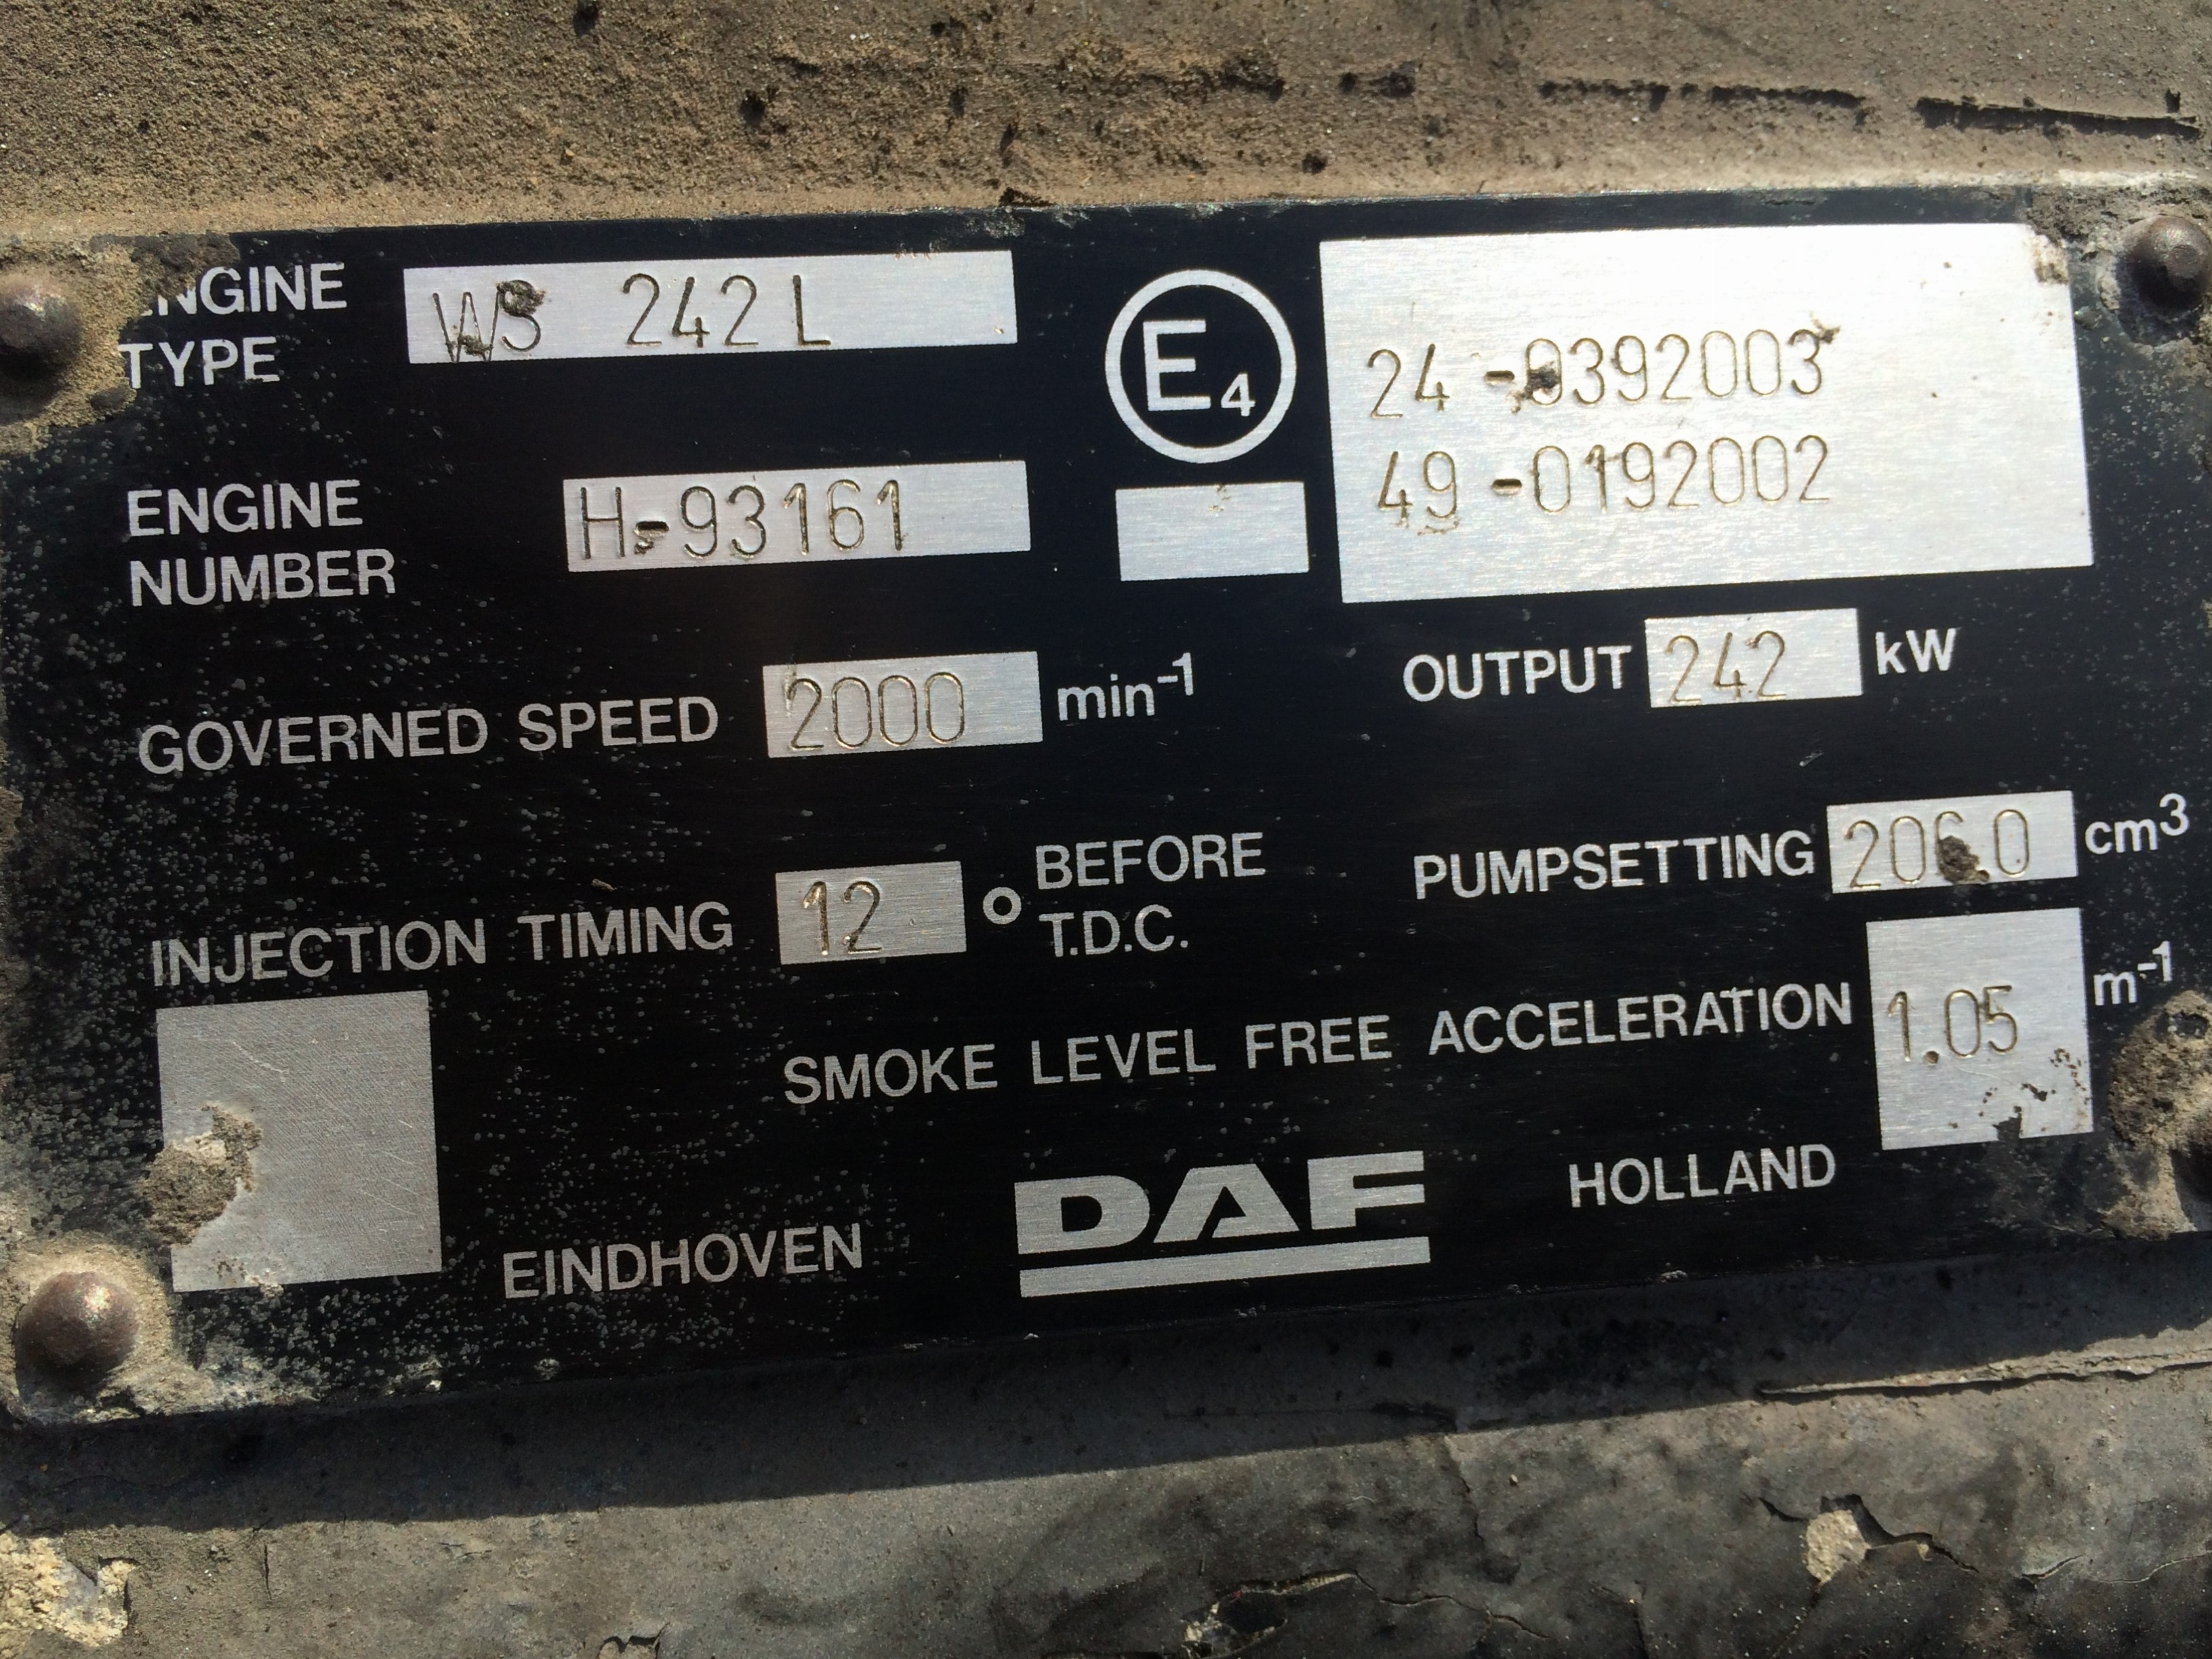 ENGINE TYPE WS 242 L
E4
24-0392003
49-0192002
ENGINE NUMBER H-93161
GOVERNED SPEED 2000 min-1
OUTPUT 242 kW
INJECTION TIMING 12 ° BEFORE T.D.C.
PUMPSETTING 206.0 cm3
SMOKE LEVEL FREE ACCELERATION 1.05 m-1
EINDHOVEN DAF HOLLAND